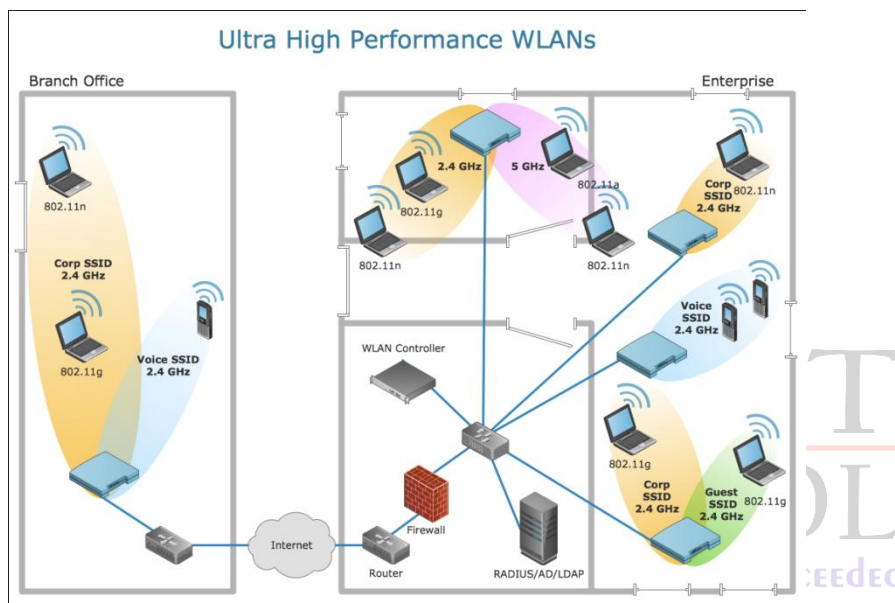 Ultra High Performance WLANs
Branch Office
Enterprise
802.11n
Corp SSID
2.4 GHz
802.11g
Voice SSID
2.4 GHz
2.4 GHz
5 GHz
802.11g
802.11a
802.11n
802.11n
Corp
SSID
2.4 GHz
802.11n
Voice
SSID
2.4 GHz
WLAN Controller
802.11g
Corp
SSID
2.4 GHz
Guest
SSID
2.4 GHz
802.11g
Firewall
Internet
Router
RADIUS/AD/LDAP